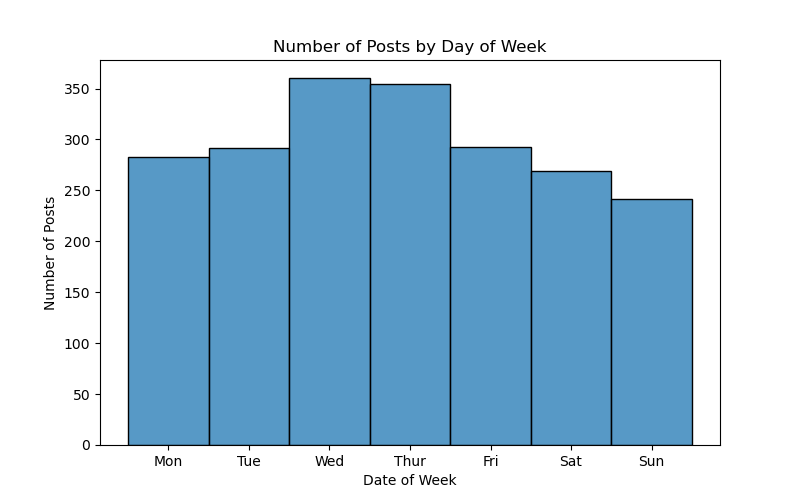 Number of Posts by Day of Week
Number of Posts
350
300
250
200
150
100
50
0
Mon Tue Wed Thur Fri Sat Sun
Date of Week